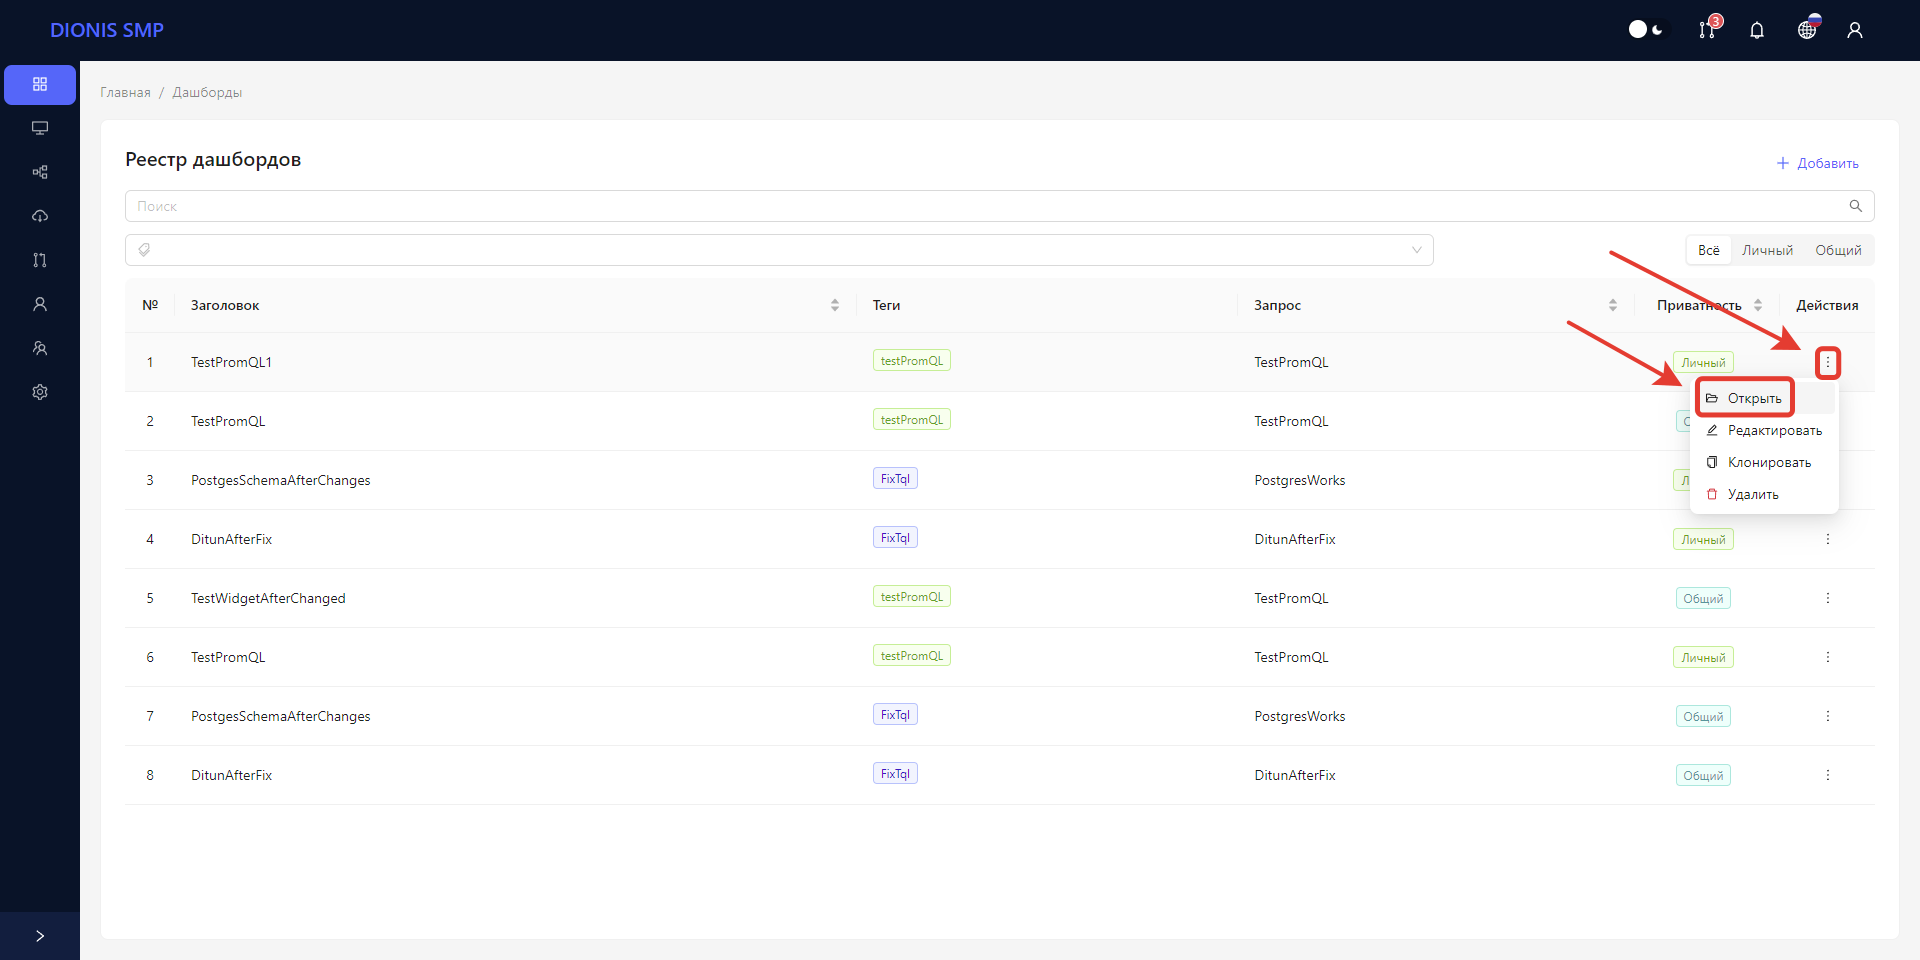 DIONIS SMP
3
Главная / Дашборды
Реестр дашбордов
+ Добавить
Поиск
Всё Личный Общий
№ Заголовок Теги Запрос Приватность Действия
1 TestPromQL1 testPromQL TestPromQL Личный
Открыть
2 TestPromQL testPromQL TestPromQL
Редактировать
Клонировать
3 PostgesSchemaAfterChanges FixTql PostgresWorks
Удалить
4 DitunAfterFix FixTql DitunAfterFix Личный
5 TestWidgetAfterChanged testPromQL TestPromQL Общий
6 TestPromQL testPromQL TestPromQL Личный
7 PostgesSchemaAfterChanges FixTql PostgresWorks Общий
8 DitunAfterFix FixTql DitunAfterFix Общий